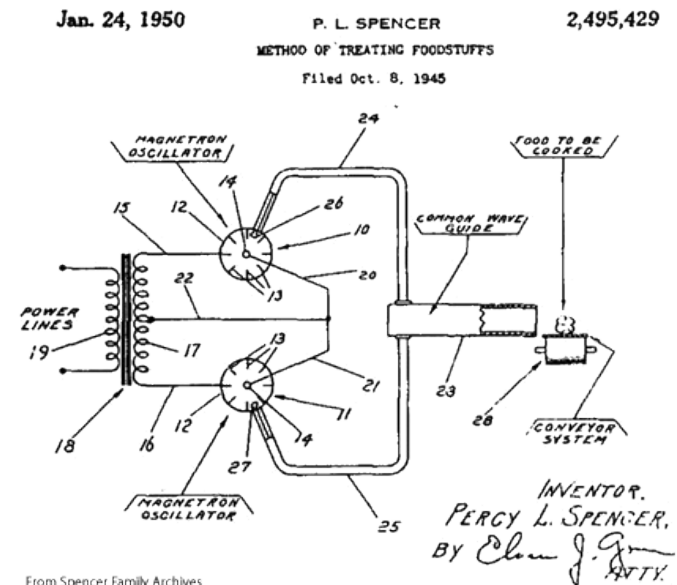 Jan. 24, 1950
P. L. SPENCER
2,495,429
METHOD OF TREATING FOODSTUFFS
Filed Oct. 8, 1945
24
MAGNETRON
OSCILLATOR
FOOD TO BE
COOKED
14
26
15
12
10
COMMON WAVE
GUIDE
20
13
22
POWER
LINES
19
17
13
21
23
28
18
16
12
11
14
27
CONVEYOR
SYSTEM
MAGNETRON
OSCILLATOR
25
INVENTOR.
PERCY L. SPENCER,
BY
ATTY.
From Spencer Family Archives